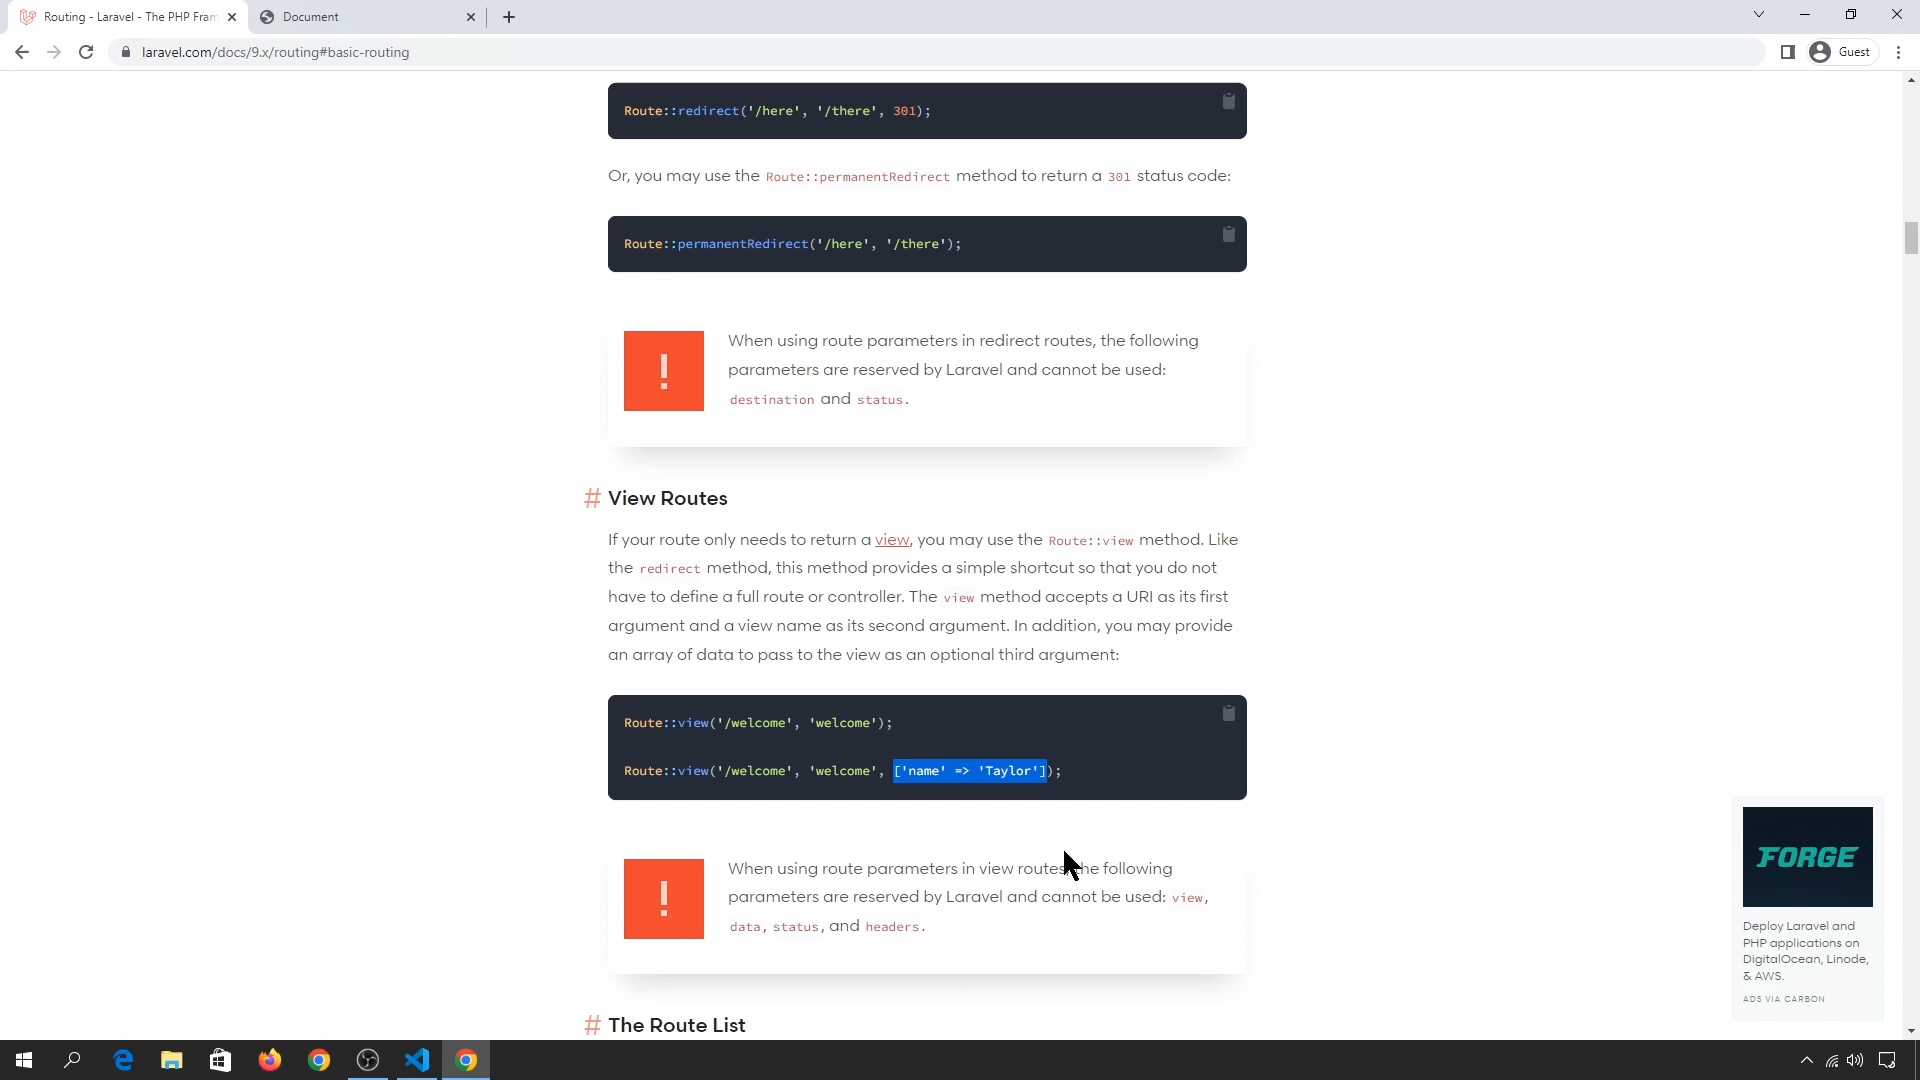 Routing - Laravel - The PHP Fram
Document
laravel.com/docs/9.x/routing#basic-routing
Guest
Route::redirect('/here', '/there', 301);
Or, you may use the Route::permanentRedirect method to return a 301 status code:
Route::permanentRedirect('/here', '/there');
When using route parameters in redirect routes, the following
parameters are reserved by Laravel and cannot be used:
destination and status.
# View Routes
If your route only needs to return a view, you may use the Route::view method. Like
the redirect method, this method provides a simple shortcut so that you do not
have to define a full route or controller. The view method accepts a URI as its first
argument and a view name as its second argument. In addition, you may provide
an array of data to pass to the view as an optional third argument:
Route::view('/welcome', 'welcome');
Route::view('/welcome', 'welcome', ['name' => 'Taylor']);
When using route parameters in view routes, the following
parameters are reserved by Laravel and cannot be used: view,
data, status, and headers.
# The Route List
FORGE
Deploy Laravel and
PHP applications on
DigitalOcean, Linode,
& AWS.
ADS VIA CARBON